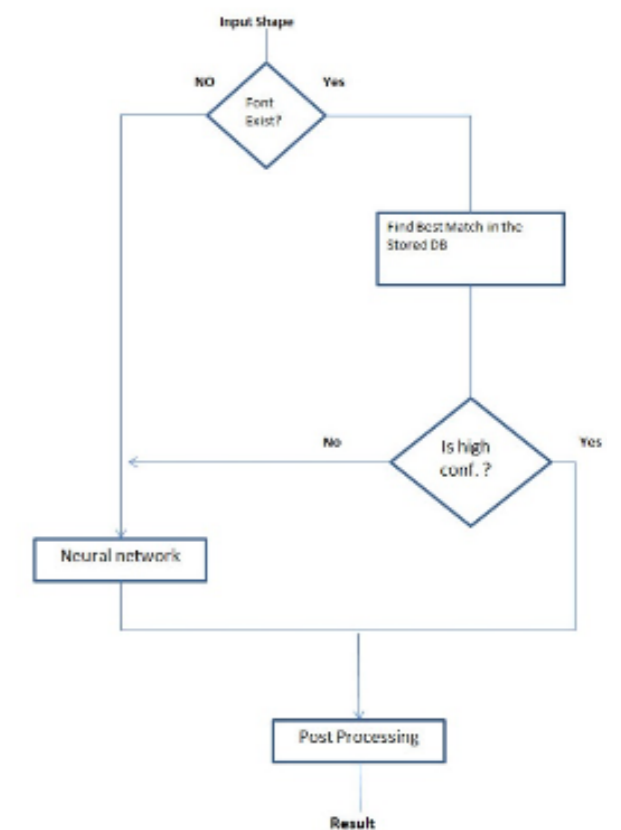 Input Shape
NO
Yes
Font
Exist?
Find Best Match in the
Stored DB
No
Is high
conf. ?
Yes
Neural network
Post Processing
Result